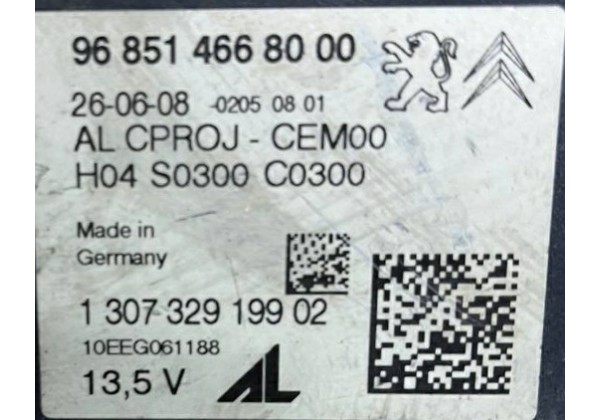 96 851 466 80 00
26-06-08 -0205 08 01
AL CPROJ - CEM00
H04 S0300 C0300
Made in
Germany
1 307 329 199 02
10EEG061188
13,5 V AL